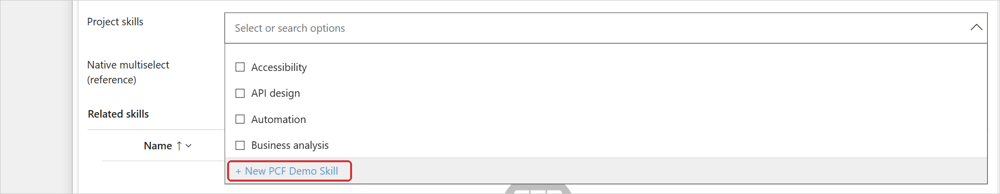 Project skills
Select or search options
Native multiselect
(reference)
Related skills
Name
Accessibility
API design
Automation
Business analysis
+ New PCF Demo Skill